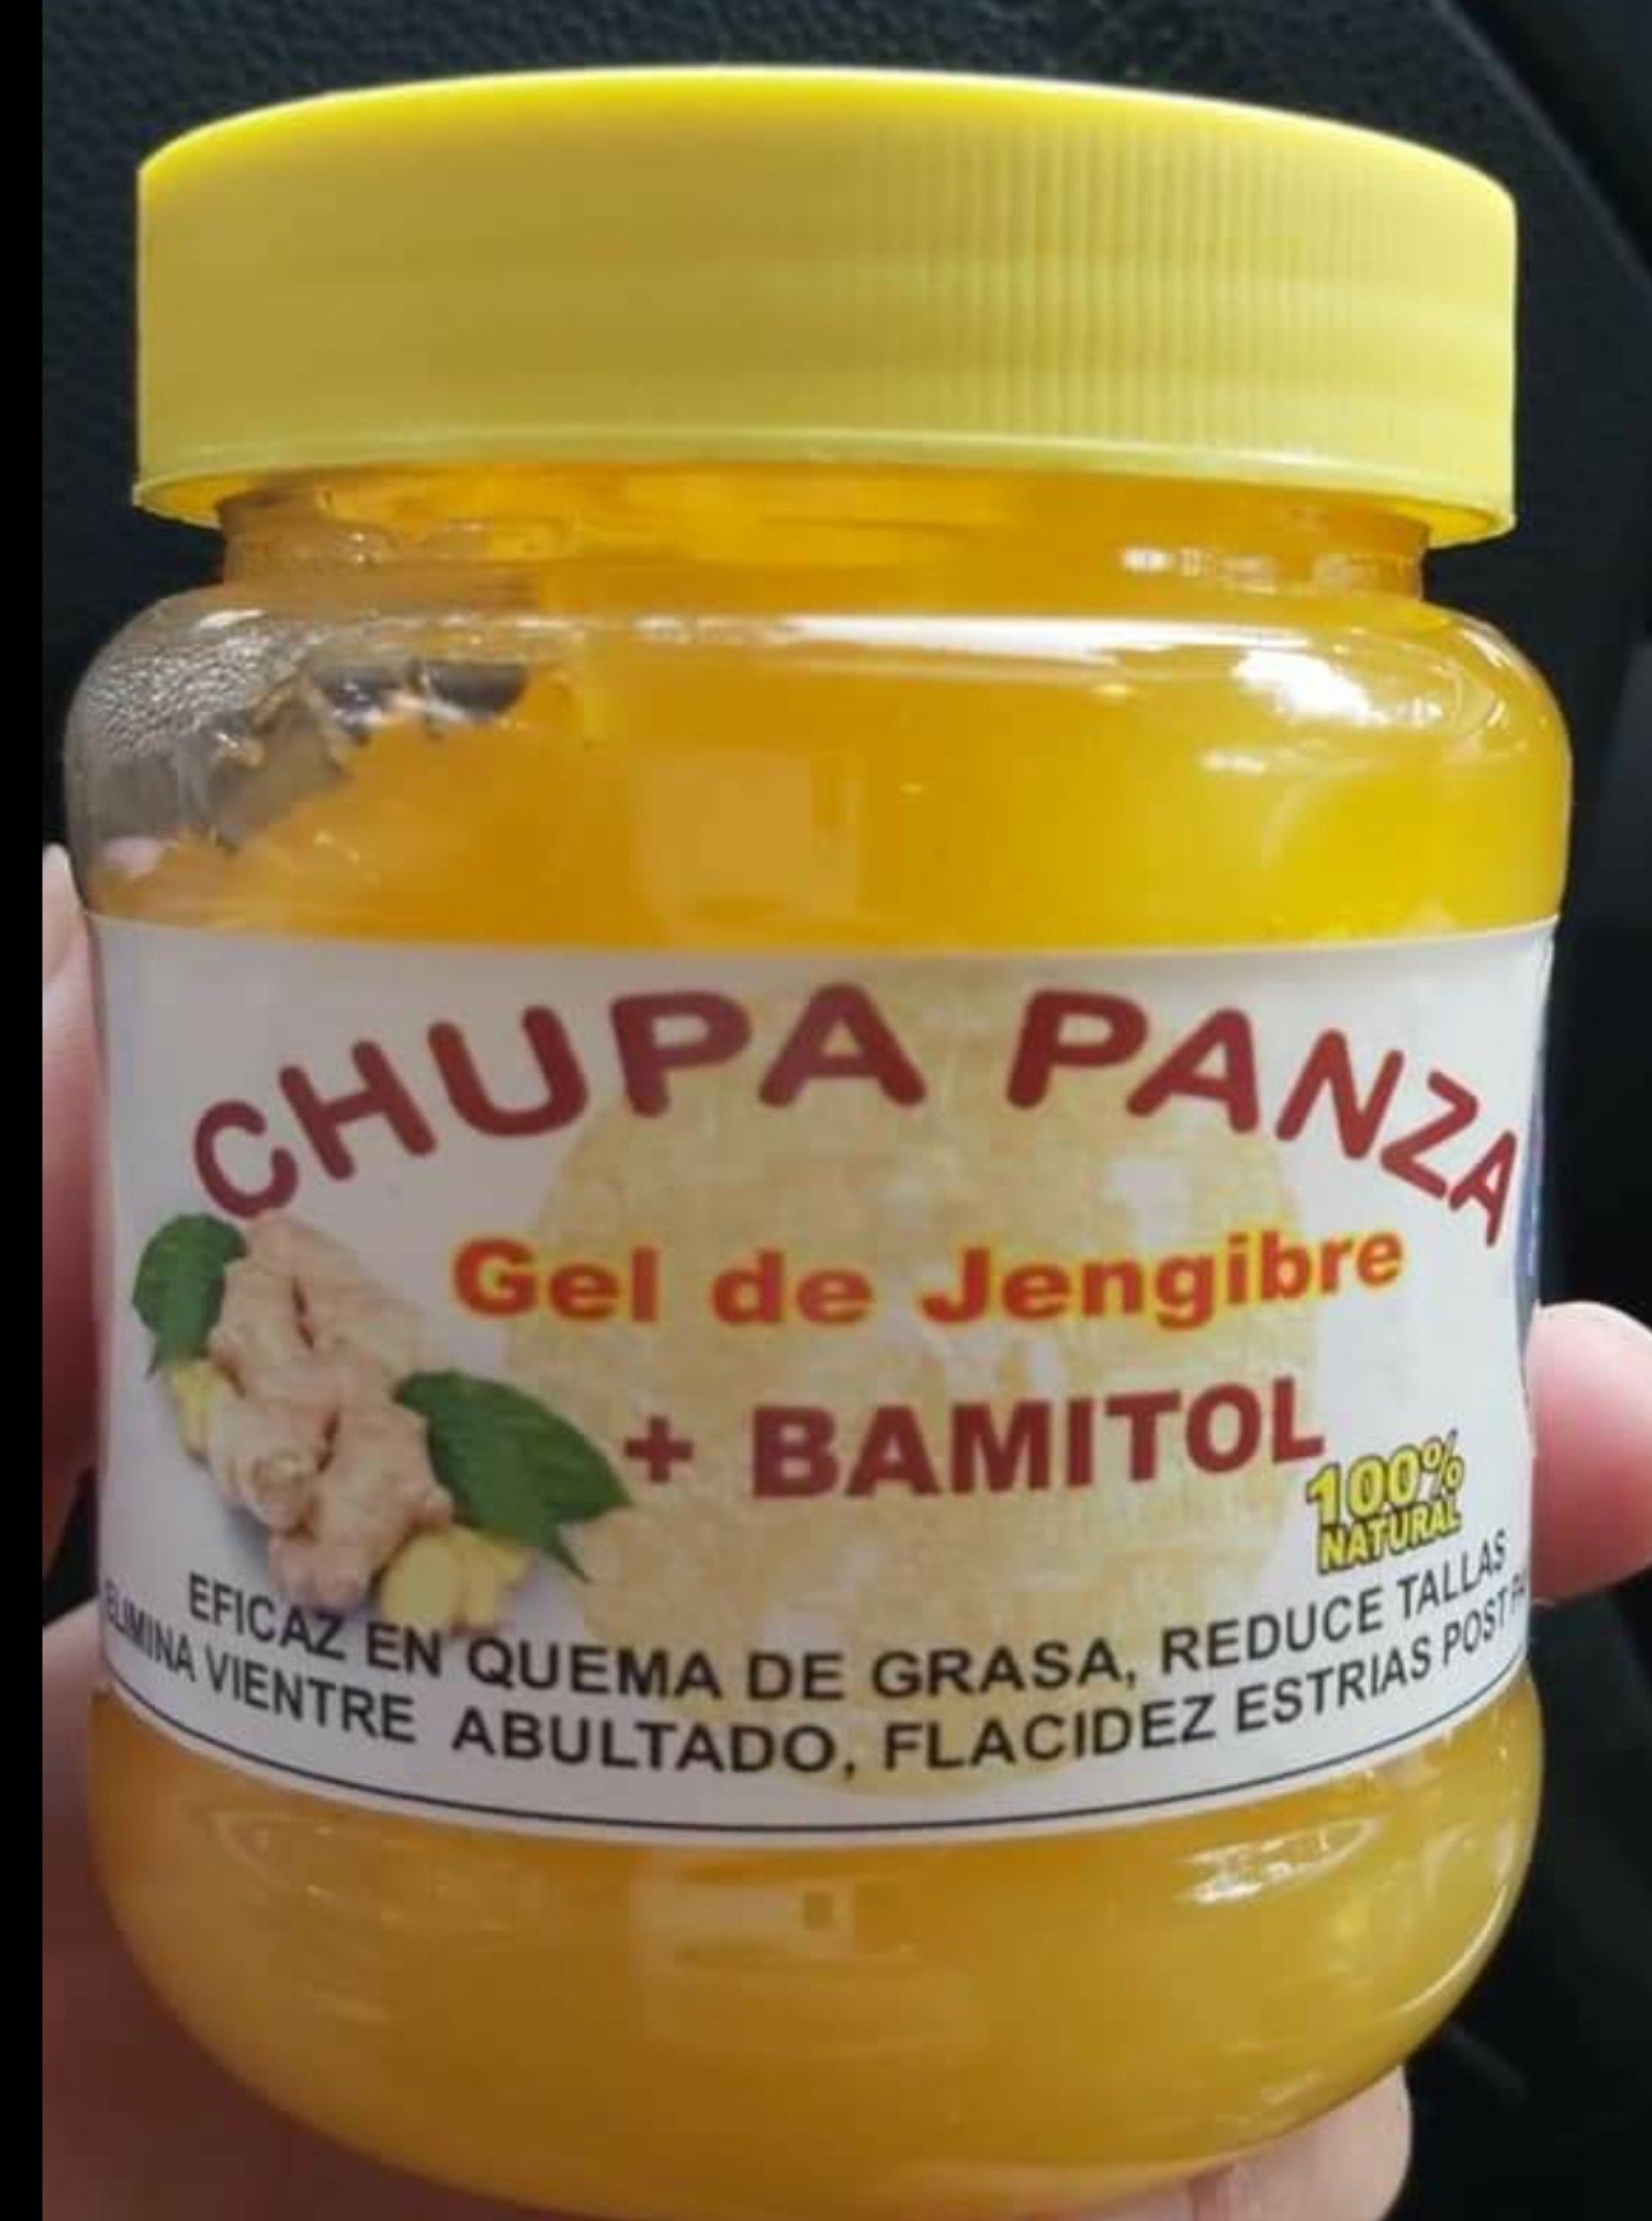 CHUPA PANZA
Gel de Jengibre
+ BAMITOL
100%
NATURAL
EFICAZ EN QUEMA DE GRASA, REDUCE TALLAS
ELIMINA VIENTRE ABULTADO, FLACIDEZ ESTRIAS POST